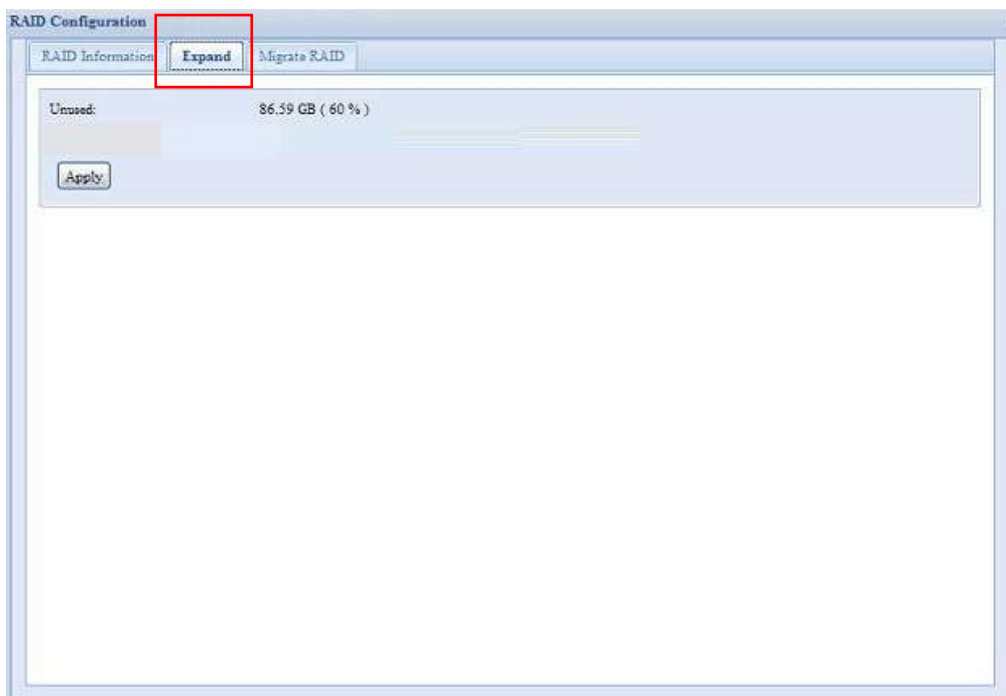 RAID Configuration
RAID Information Expand Migrate RAID
Unused: 86.59 GB ( 60 % )
Apply